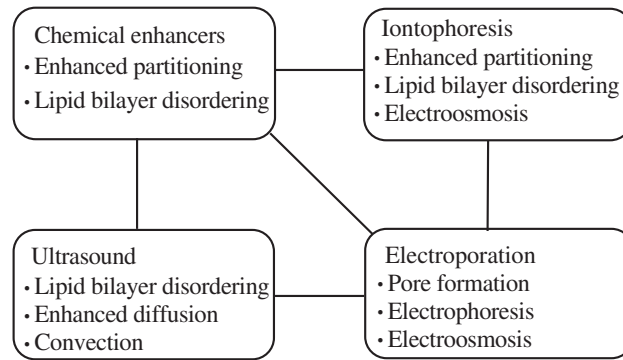 Chemical enhancers
• Enhanced partitioning
• Lipid bilayer disordering
Iontophoresis
• Enhanced partitioning
• Lipid bilayer disordering
• Electroosmosis
Ultrasound
• Lipid bilayer disordering
• Enhanced diffusion
• Convection
Electroporation
• Pore formation
• Electrophoresis
• Electroosmosis